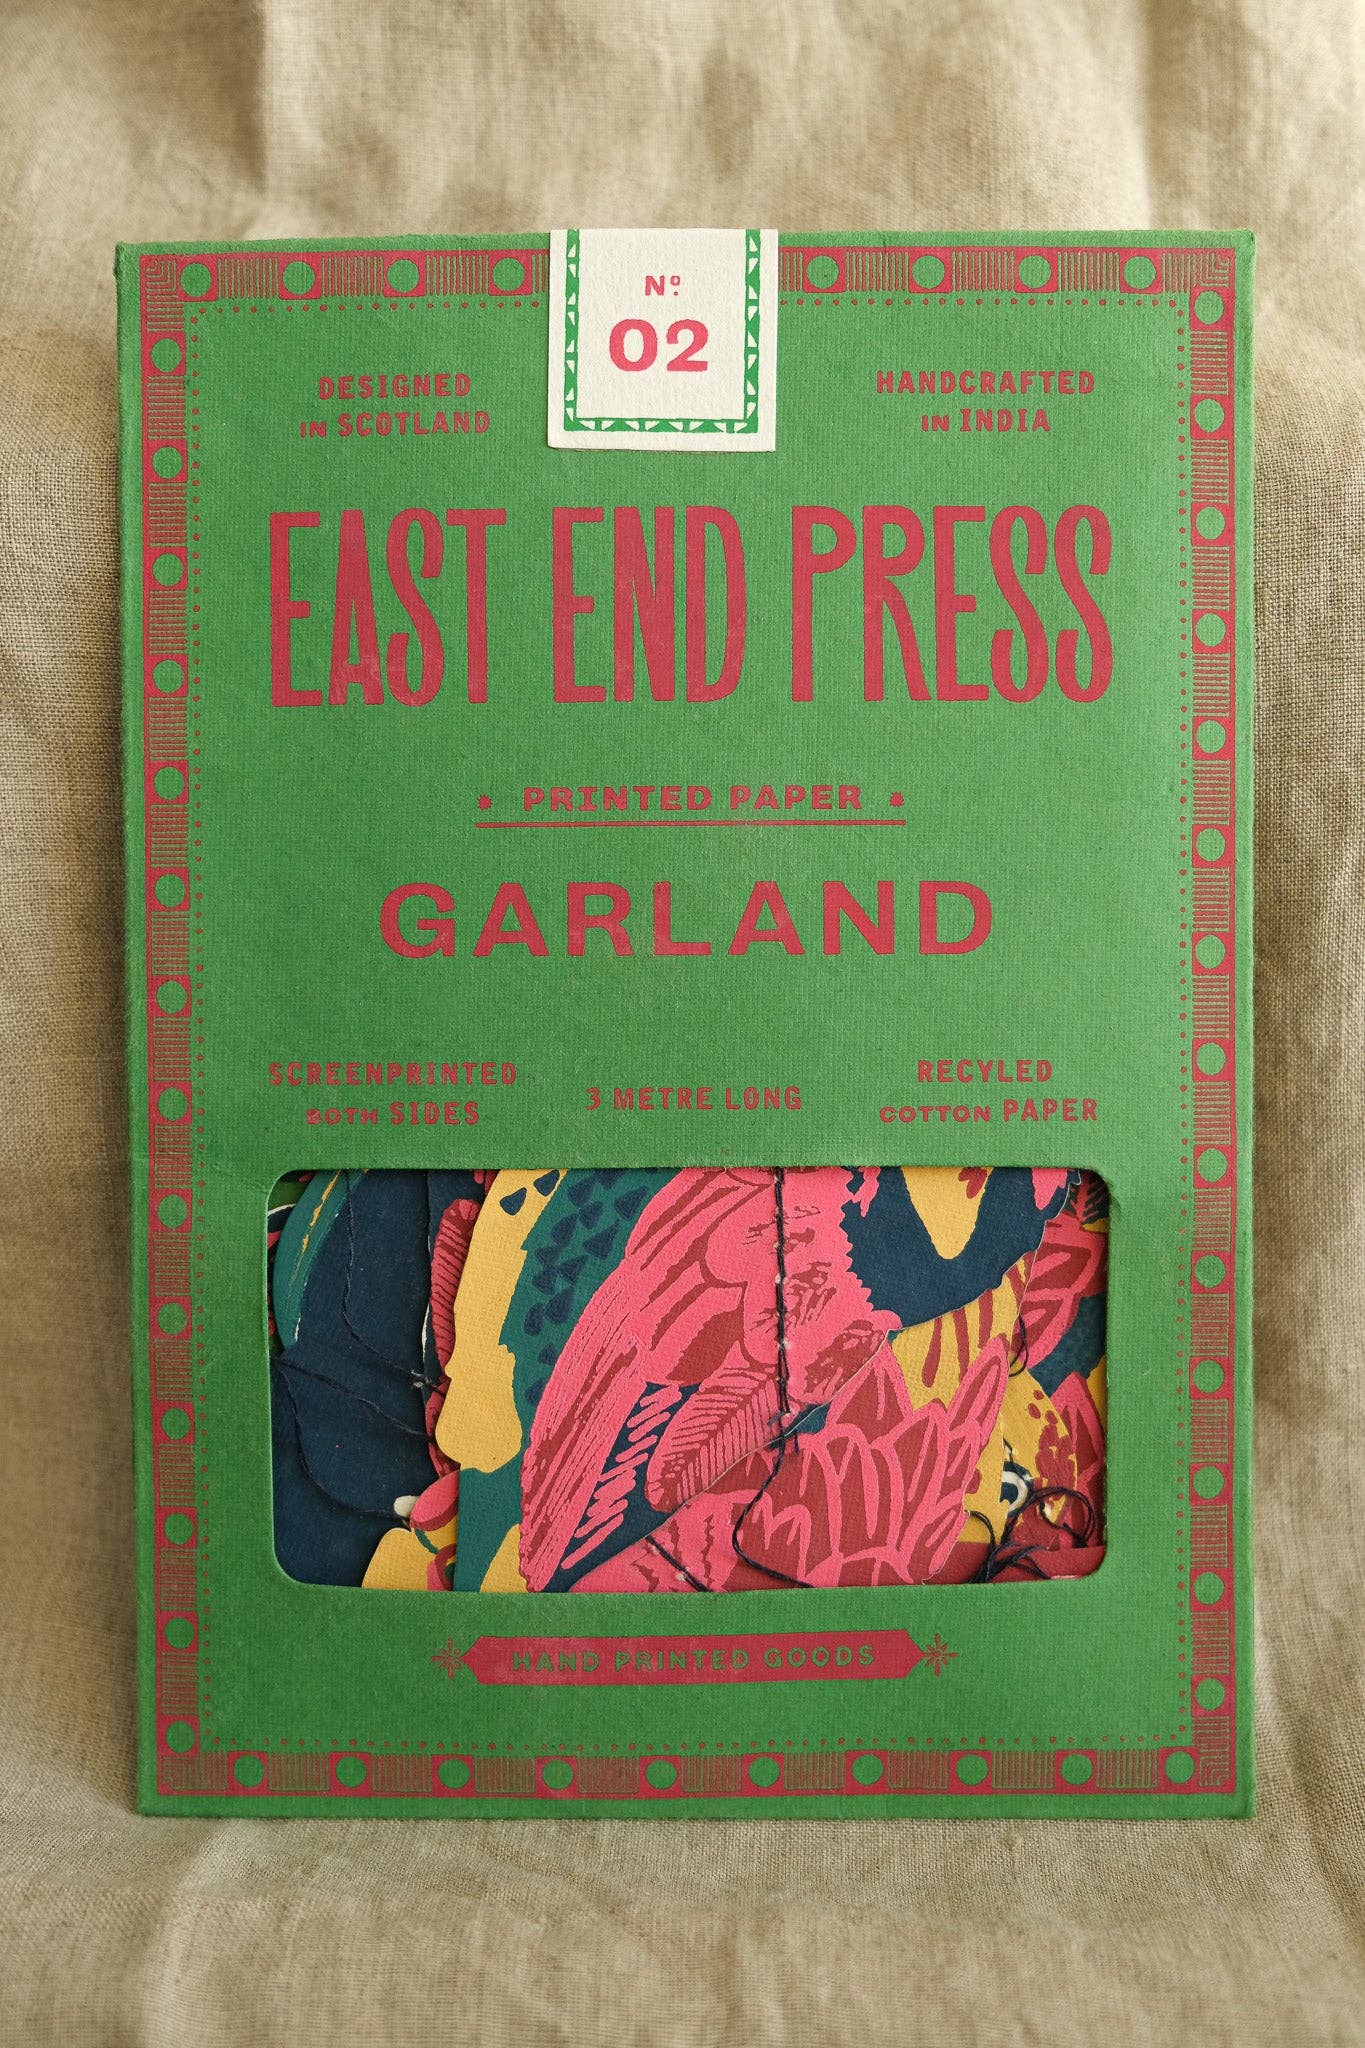 Nº
02
DESIGNED
IN SCOTLAND
HANDCRAFTED
IN INDIA
EAST END PRESS
PRINTED PAPER
GARLAND
SCREENPRINTED
BOTH SIDES
3 METRE LONG
RECYLED
COTTON PAPER
HAND PRINTED GOODS